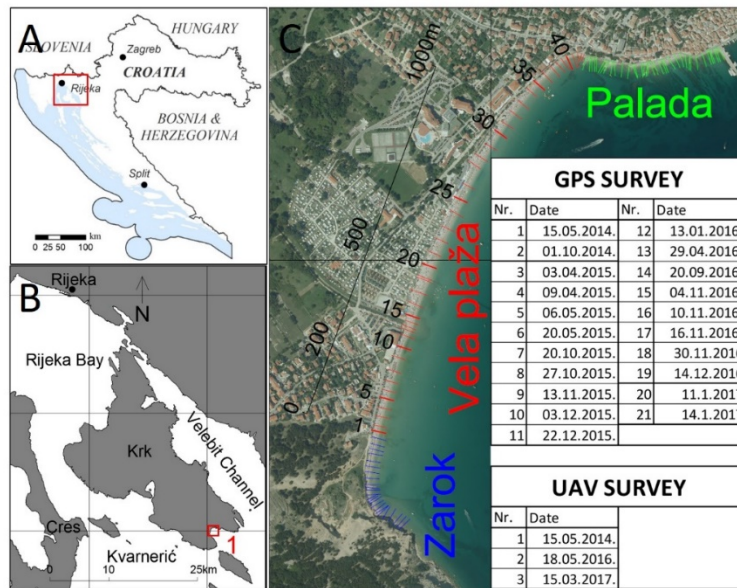 A
SLOVENIA
HUNGARY
Zagreb
CROATIA
Rijeka
BOSNIA &
HERZEGOVINA
Split
km
0 25 50 100
B
Rijeka
N
Rijeka Bay
Velebit Channel
Krk
Cres
1
0 10 25km
Kvarnerić
C
1000m
500
200
0
40
35
30
25
20
15
10
5
1
Palada
Vela plaža
Zarok
GPS SURVEY
Nr. Date Nr. Date
1 15.05.2014. 12 13.01.2016
2 01.10.2014. 13 29.04.2016
3 03.04.2015. 14 20.09.2016
4 09.04.2015. 15 04.11.2016
5 06.05.2015. 16 10.11.2016
6 20.05.2015. 17 16.11.2016
7 20.10.2015. 18 30.11.2016
8 27.10.2015. 19 14.12.2016
9 13.11.2015. 20 11.1.2017
10 03.12.2015. 21 14.1.2017
11 22.12.2015.
UAV SURVEY
Nr. Date
1 15.05.2014.
2 18.05.2016.
3 15.03.2017.